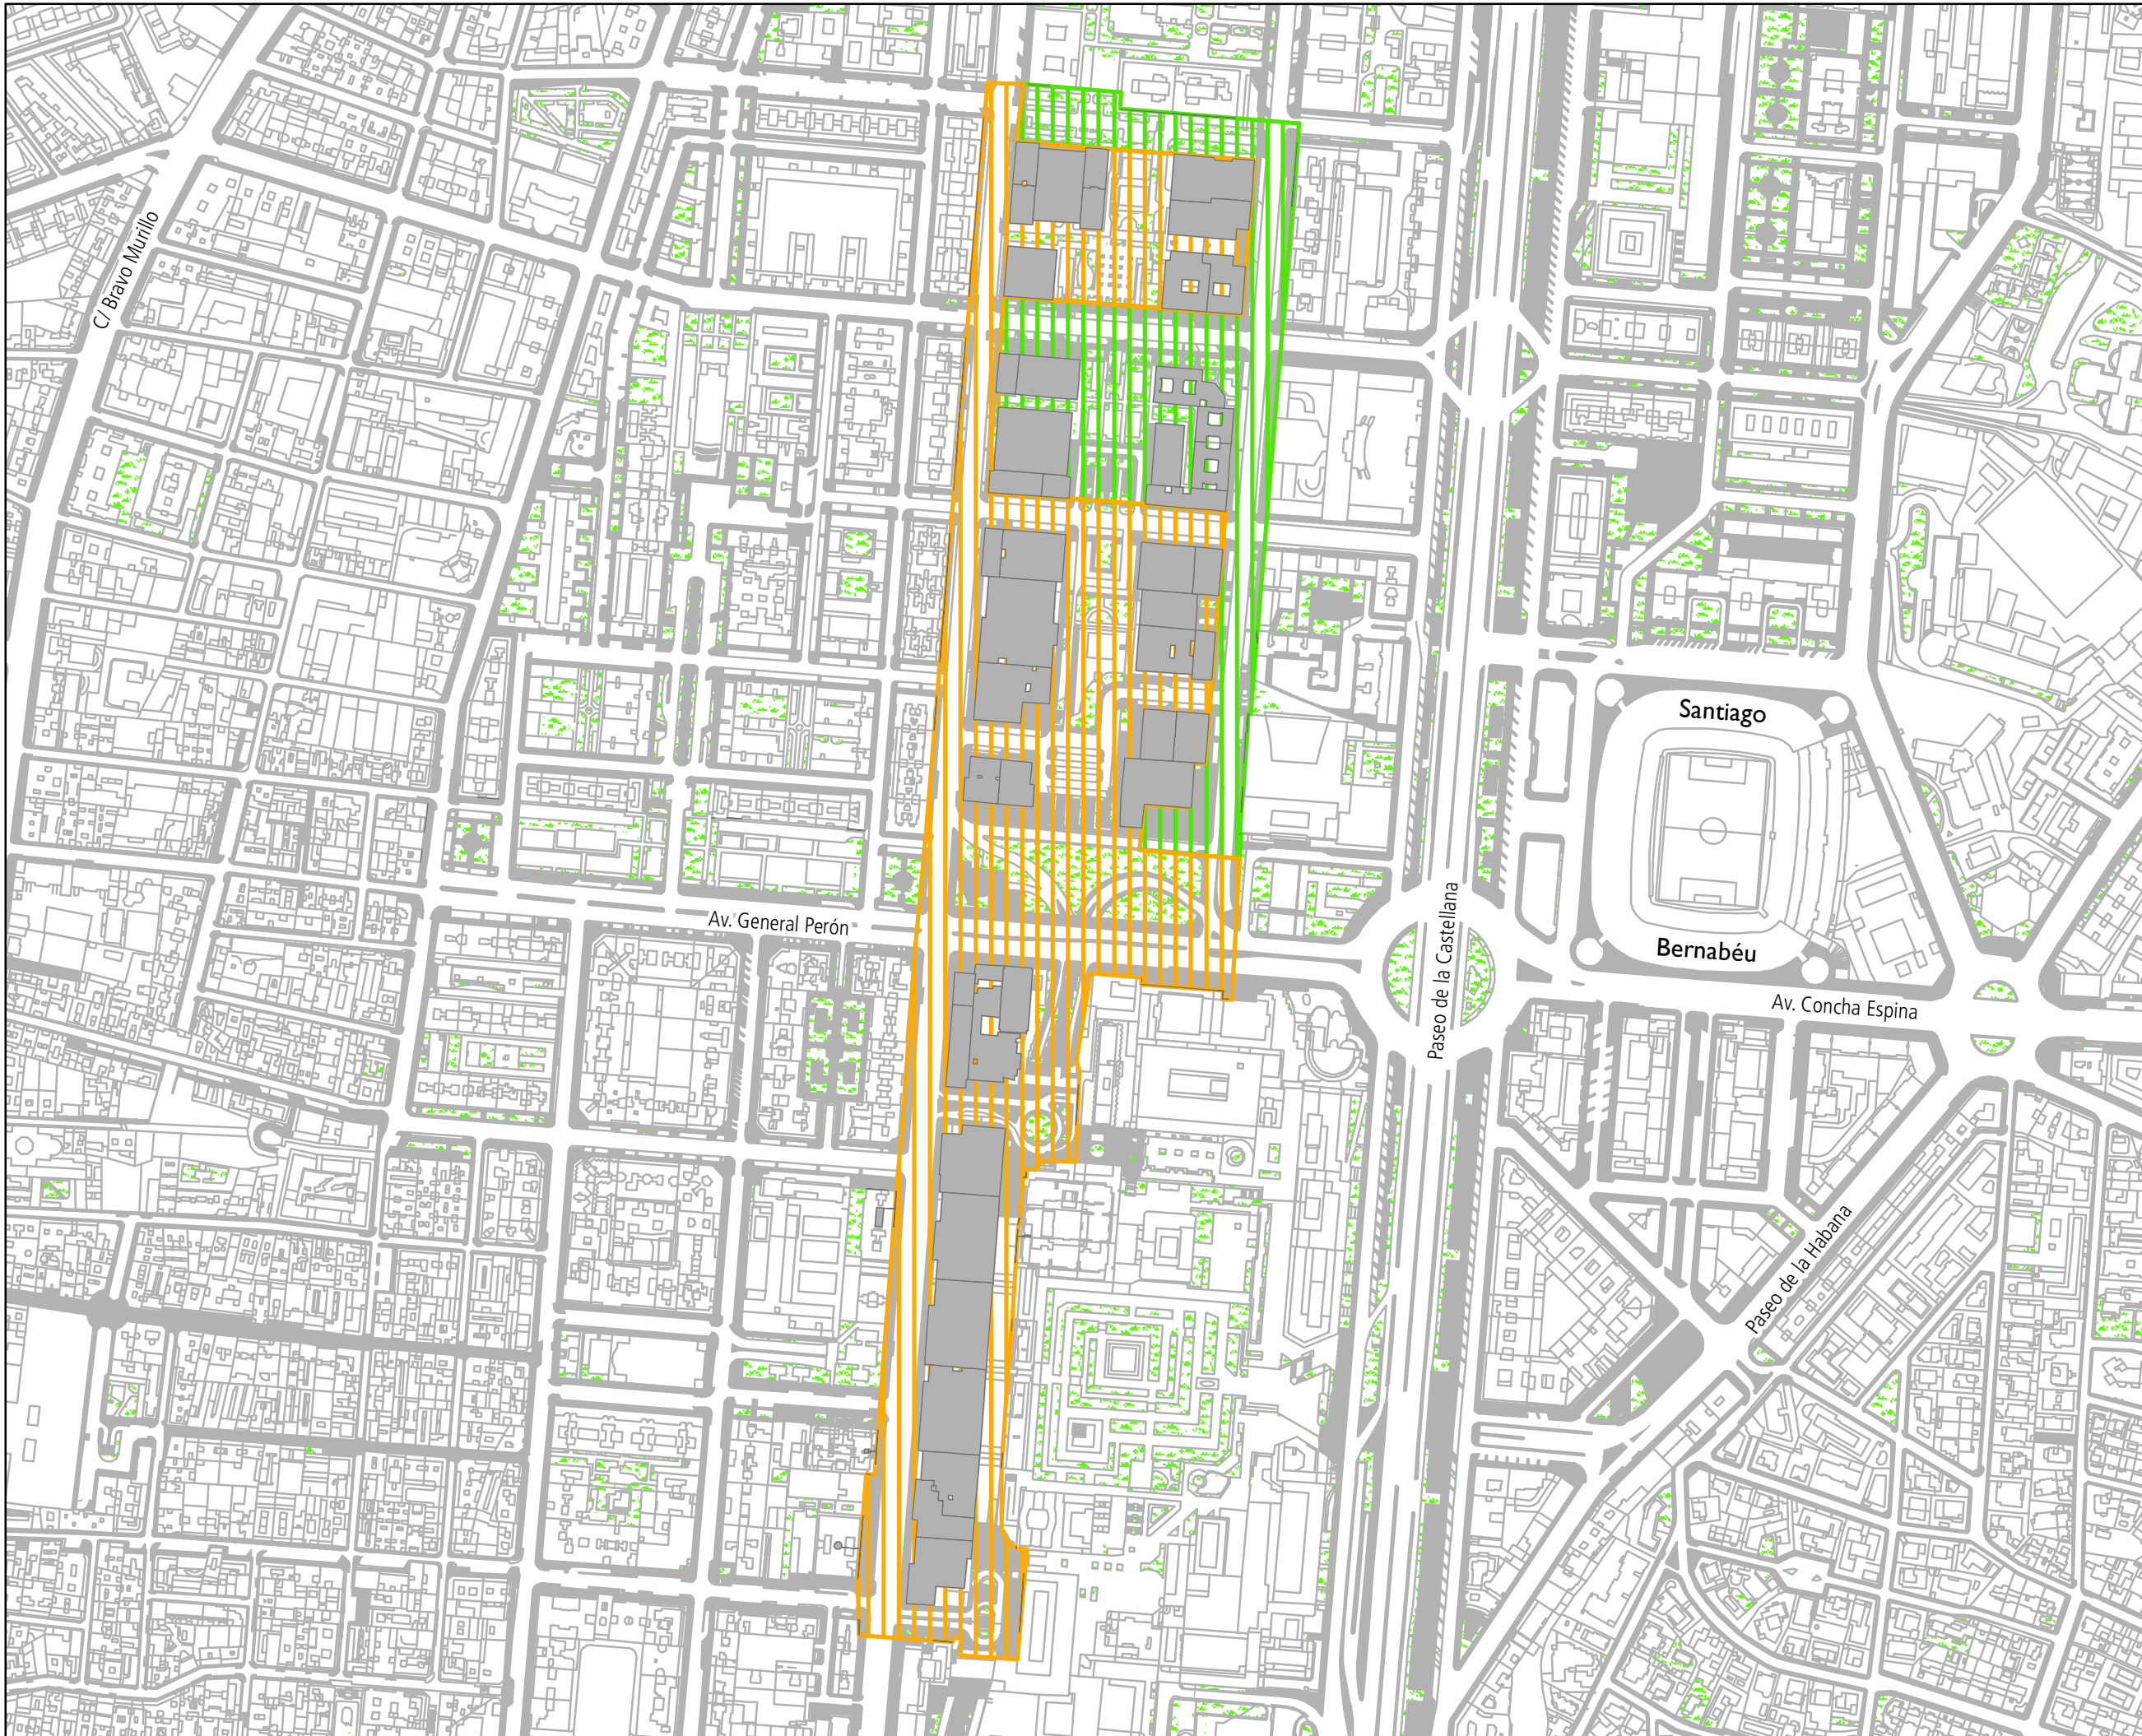 C/ Bravo Murillo
Santiago
Bernabéu
Av. General Perón
Paseo de la Castellana
Av. Concha Espina
Paseo de la Habana